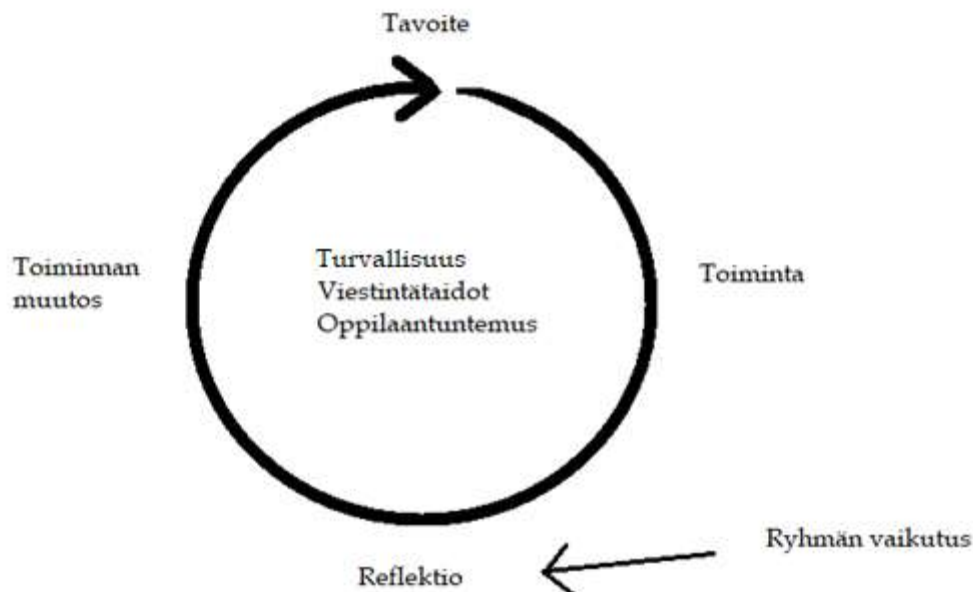 Tavoite
Toiminnan
muutos
Turvallisuus
Viestintätaidot
Oppilaantuntemus
Toiminta
Ryhmän vaikutus
Reflektio